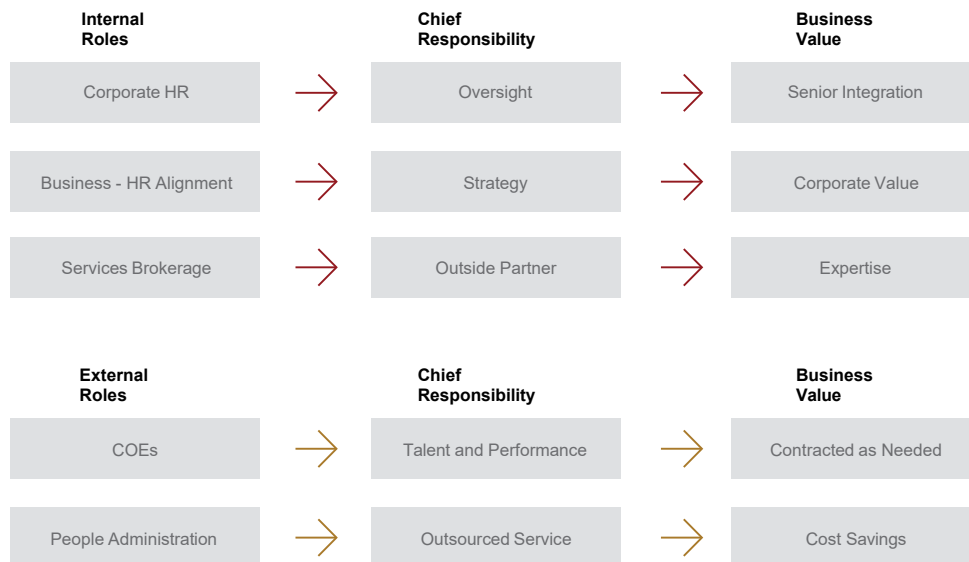 Internal
Roles
Chief
Responsibility
Business
Value
Corporate HR
Oversight
Senior Integration
Business - HR Alignment
Strategy
Corporate Value
Services Brokerage
Outside Partner
Expertise
External
Roles
Chief
Responsibility
Business
Value
COEs
Talent and Performance
Contracted as Needed
People Administration
Outsourced Service
Cost Savings